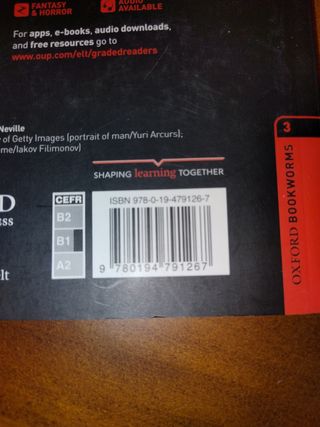 FANTASY
& HORROR
AUDIO
AVAILABLE
For apps, e-books, audio downloads,
and free resources go to
www.oup.com/elt/gradedreaders
Neville
of Getty Images (portrait of man/Yuri Arcurs);
me/Iakov Filimonov)
SHAPING learning TOGETHER
ISBN 978-0-19-479126-7
9 780194 791267
CEFR
B2
B1
A2
D
ESS
lt
3
OXFORD BOOKWORMS